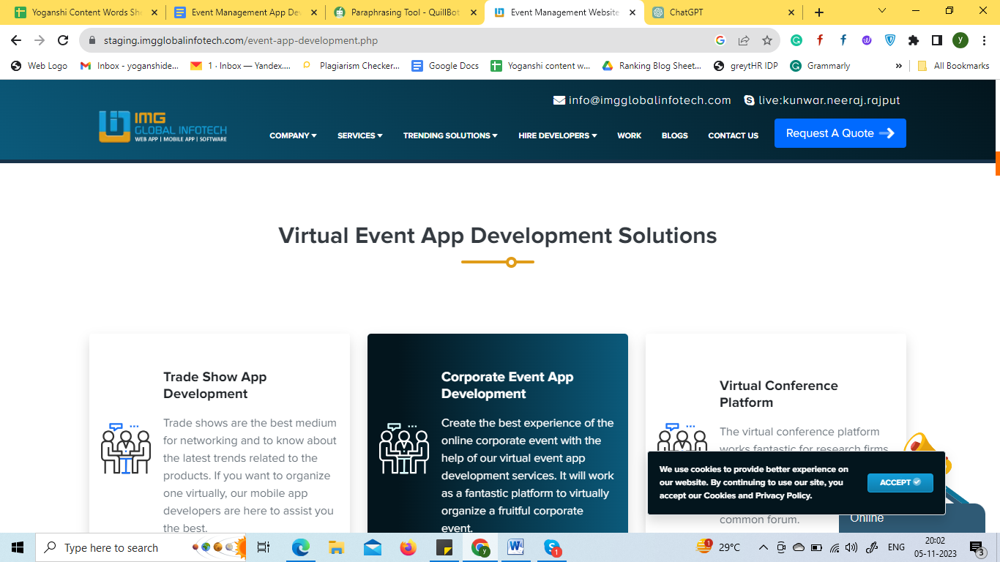 Yoganshi Content Words Sh
Event Management App De
Paraphrasing Tool - QuillBot
Event Management Website
ChatGPT
staging.imgglobalinfotech.com/event-app-development.php
y
Web Logo
Inbox - yoganshide...
1 · Inbox — Yandex....
Plagiarism Checker...
Google Docs
Yoganshi content w...
Ranking Blog Sheet...
greytHR IDP
Grammarly
»
All Bookmarks
info@imgglobalinfotech.com
live:kunwar.neeraj.rajput
IMG
GLOBAL INFOTECH
WEB APP | MOBILE APP | SOFTWARE
COMPANY
SERVICES
TRENDING SOLUTIONS
HIRE DEVELOPERS
WORK
BLOGS
CONTACT US
Request A Quote
Virtual Event App Development Solutions
Trade Show App
Development
Trade shows are the best medium
for networking and to know about
the latest trends related to the
products. If you want to organize
one virtually, our mobile app
developers are here to assist you
the best.
Corporate Event App
Development
Create the best experience of the
online corporate event with the
help of our virtual event app
development services. It will work
as a fantastic platform to virtually
organize a fruitful corporate
event.
Virtual Conference
Platform
The virtual conference platform
works fantastic for research firms
common forum.
We use cookies to provide better experience on
our website. By continuing to use our site, you
accept our Cookies and Privacy Policy.
ACCEPT
Online
Type here to search
1
1
29°C
ENG
20:02
05-11-2023
3